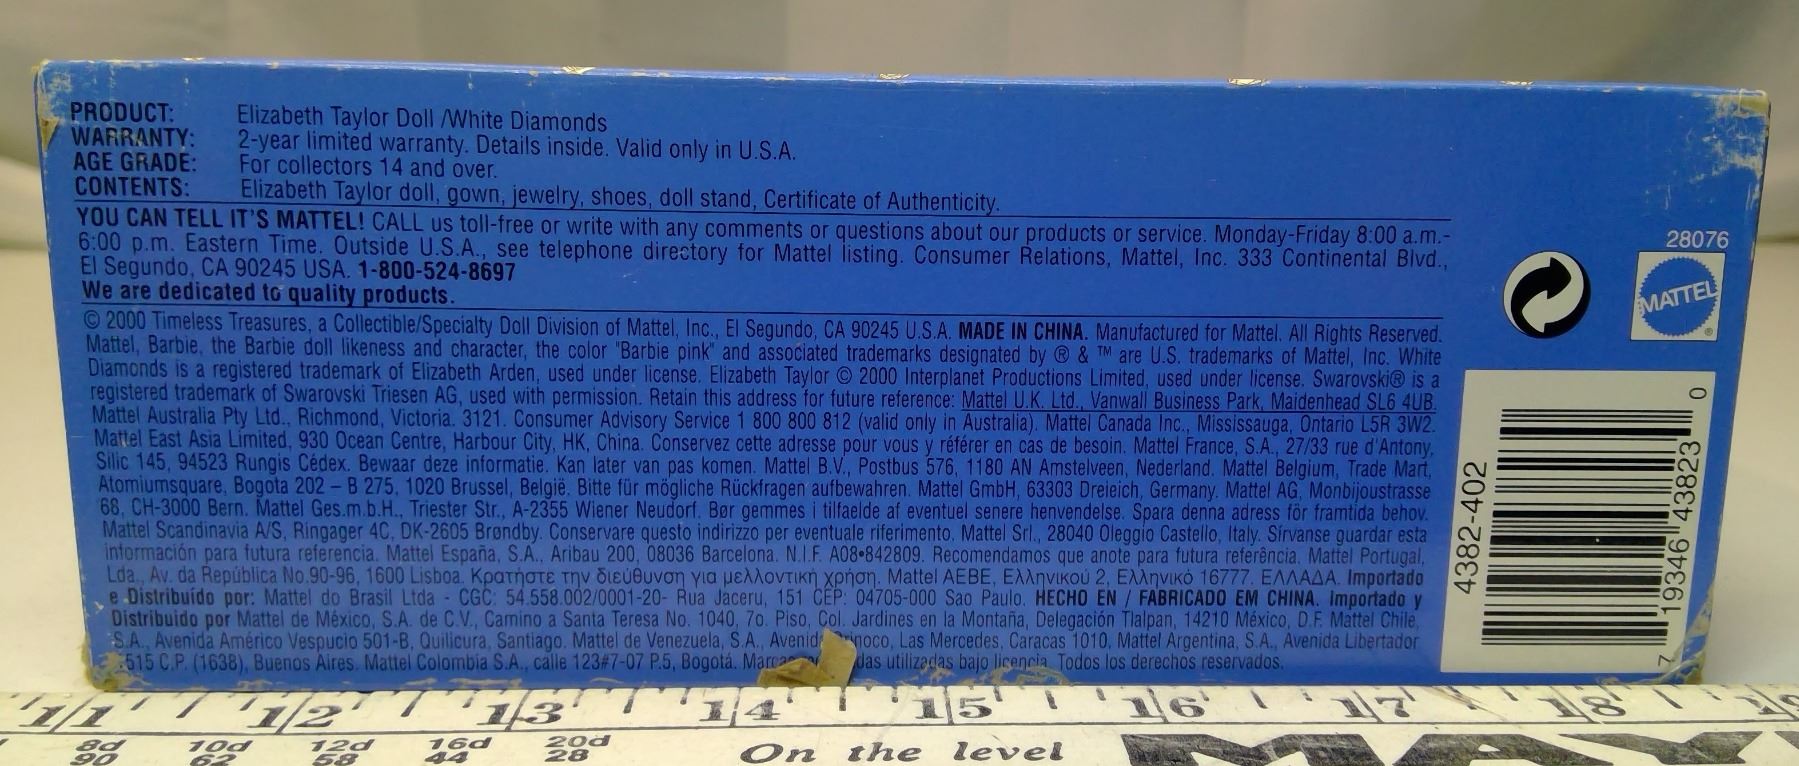 PRODUCT: Elizabeth Taylor Doll /White Diamonds
WARRANTY: 2-year limited warranty. Details inside. Valid only in U.S.A.
AGE GRADE: For collectors 14 and over.
CONTENTS: Elizabeth Taylor doll, gown, jewelry, shoes, doll stand, Certificate of Authenticity.
YOU CAN TELL IT'S MATTEL! CALL us toll-free or write with any comments or questions about our products or service. Monday-Friday 8:00 a.m.-
6:00 p.m. Eastern Time. Outside U.S.A., see telephone directory for Mattel listing. Consumer Relations, Mattel, Inc. 333 Continental Blvd.,
El Segundo, CA 90245 USA. 1-800-524-8697
We are dedicated to quality products.
© 2000 Timeless Treasures, a Collectible/Specialty Doll Division of Mattel, Inc., El Segundo, CA 90245 U.S.A. MADE IN CHINA. Manufactured for Mattel. All Rights Reserved.
Mattel, Barbie, the Barbie doll likeness and character, the color "Barbie pink" and associated trademarks designated by ® & ™ are U.S. trademarks of Mattel, Inc. White
Diamonds is a registered trademark of Elizabeth Arden, used under license. Elizabeth Taylor © 2000 Interplanet Productions Limited, used under license. Swarovski® is a
registered trademark of Swarovski Triesen AG, used with permission. Retain this address for future reference: Mattel U.K. Ltd., Vanwall Business Park, Maidenhead SL6 4UB.
Mattel Australia Pty Ltd., Richmond, Victoria. 3121. Consumer Advisory Service 1 800 800 812 (valid only in Australia). Mattel Canada Inc., Mississauga, Ontario L5R 3W2.
Mattel East Asia Limited, 930 Ocean Centre, Harbour City, HK, China. Conservez cette adresse pour vous y référer en cas de besoin. Mattel France, S.A., 27/33 rue d'Antony,
Silic 145, 94523 Rungis Cédex. Bewaar deze informatie. Kan later van pas komen. Mattel B.V., Postbus 576, 1180 AN Amstelveen, Nederland. Mattel Belgium, Trade Mart,
Atomiumsquare, Bogota 202 – B 275, 1020 Brussel, België. Bitte für mögliche Rückfragen aufbewahren. Mattel GmbH, 63303 Dreieich, Germany. Mattel AG, Monbijoustrasse
68, CH-3000 Bern. Mattel Ges.m.b.H., Triester Str., A-2355 Wiener Neudorf. Bør gemmes i tilfælde af eventuel senere henvendelse. Spara denna adress för framtida behov.
Mattel Scandinavia A/S, Ringager 4C, DK-2605 Brøndby. Conservare questo indirizzo per eventuale riferimento. Mattel Srl., 28040 Oleggio Castello, Italy. Sírvanse guardar esta
información para futura referencia. Mattel España, S.A., Aribau 200, 08036 Barcelona. N.I.F. A08•842809. Recomendamos que anote para futura referência. Mattel Portugal,
Lda., Av. da República No.90-96, 1600 Lisboa. Κρατήστε την διεύθυνση για μελλοντική χρήση. Mattel AEBE, Ελληνικού 2, Ελληνικό 16777. ΕΛΛΑΔΑ. Importado
e Distribuído por: Mattel do Brasil Ltda - CGC: 54.558.002/0001-20- Rua Jaceru, 151 CEP: 04705-000 Sao Paulo. HECHO EN / FABRICADO EM CHINA. Importado y
Distribuido por Mattel de México, S.A. de C.V., Camino a Santa Teresa No. 1040, 7o. Piso, Col. Jardines en la Montaña, Delegación Tlalpan, 14210 México, D.F. Mattel Chile,
S.A., Avenida Américo Vespucio 501-B, Quilicura, Santiago. Mattel de Venezuela, S.A., Las Mercedes, Caracas 1010, Mattel Argentina, S.A., Avenida Libertador
515 C.P. (1638), Buenos Aires. Mattel Colombia S.A., calle 123#7-07 P.5, Bogotá. utilizadas bajo licencia. Todos los derechos reservados.
28076
MATTEL
®
4382-402
7 19346 43823 0
11 12 13 14 15 16 17 18 19
8d 10d 12d 16d 20d
90 62 58 44 28
On the level